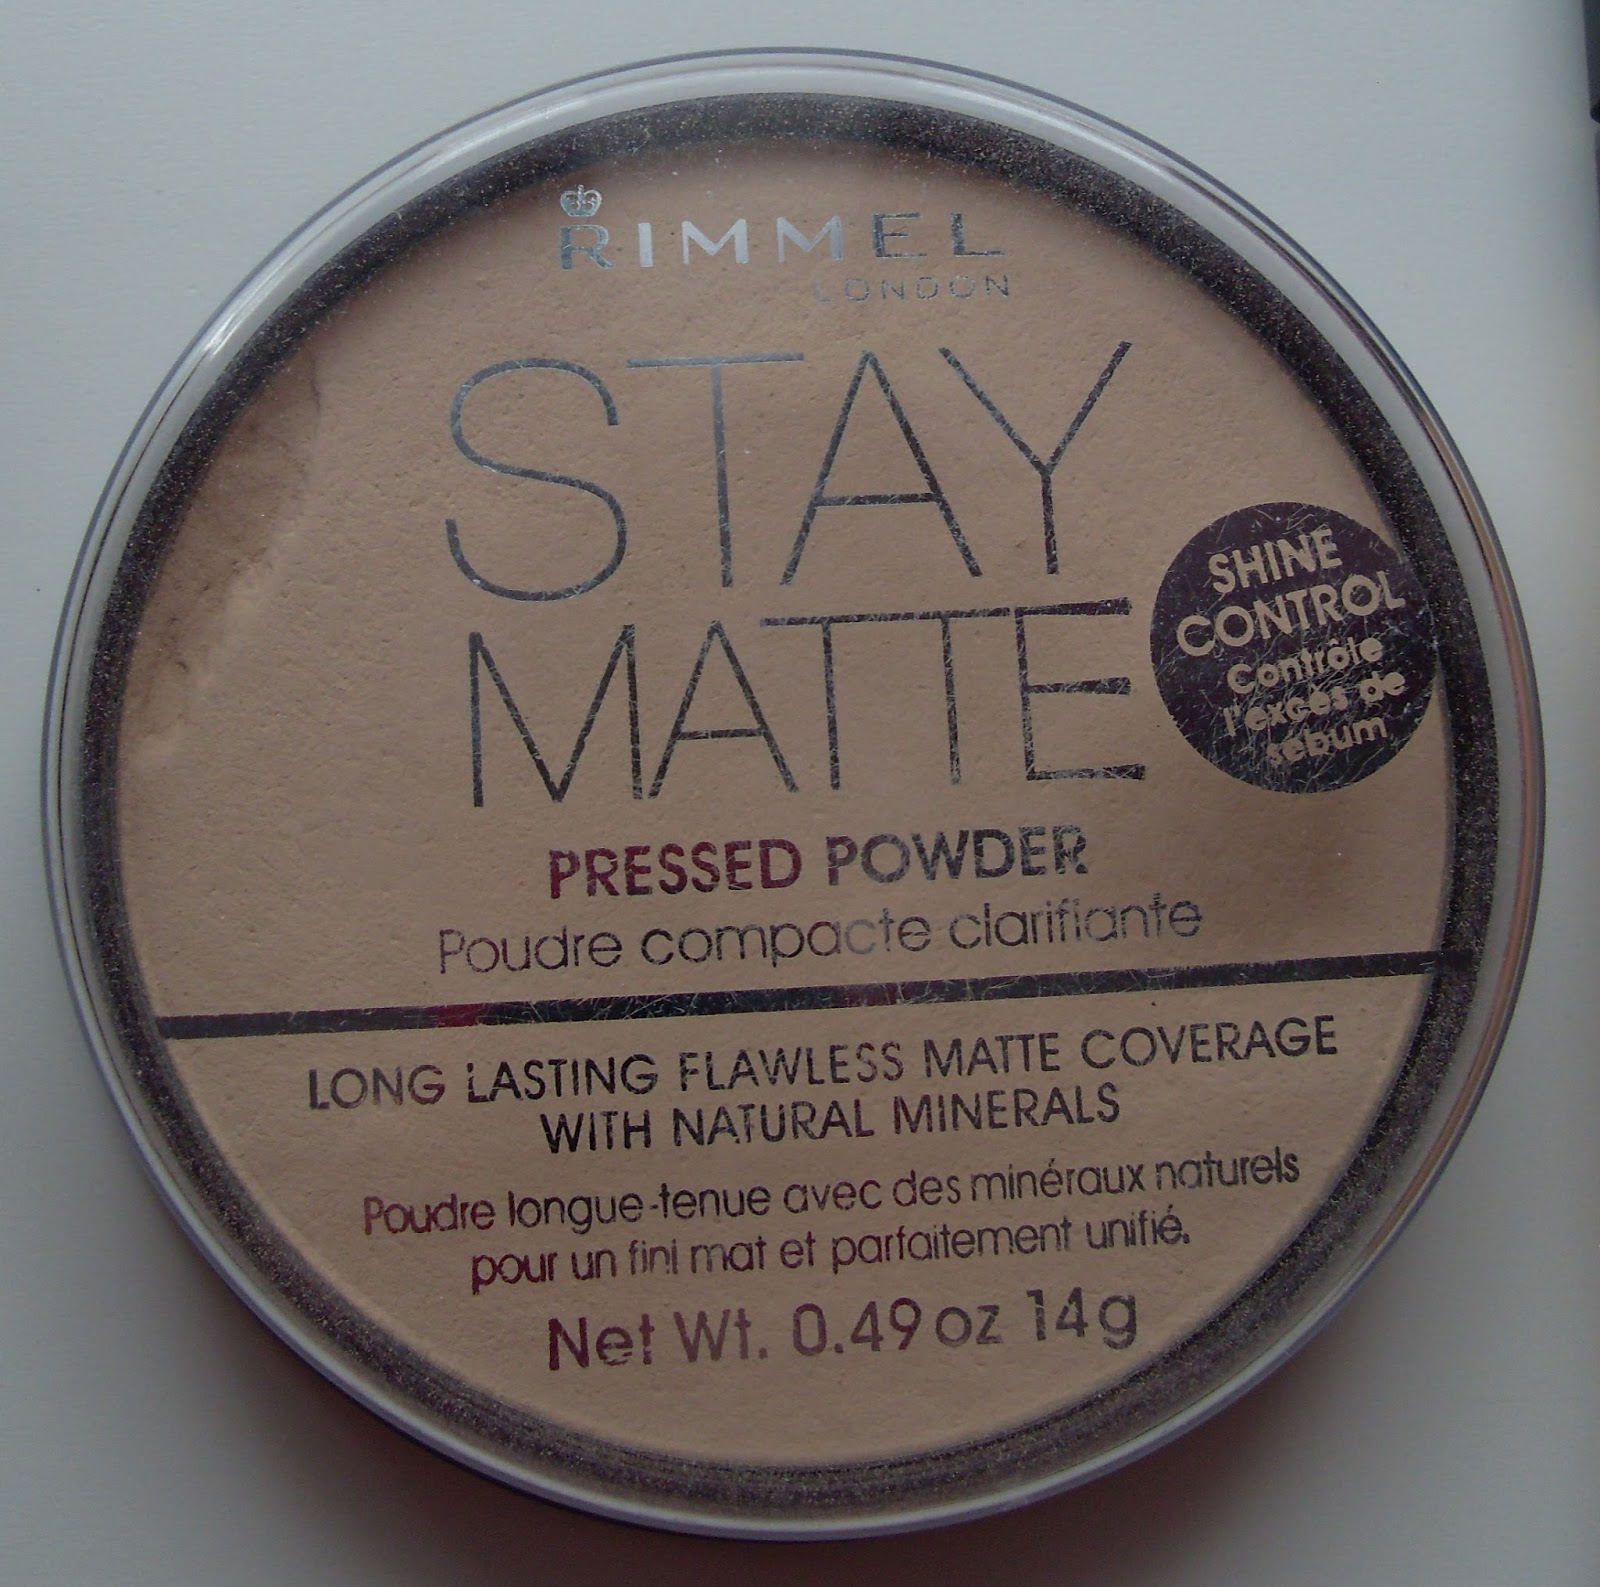 RIMMEL
LONDON
STAY
MATTE
SHINE
CONTROL
Contrôle
l'excès de
sébum
PRESSED POWDER
Poudre compacte clarifiante
LONG LASTING FLAWLESS MATTE COVERAGE
WITH NATURAL MINERALS
Poudre longue-tenue avec des minéraux naturels
pour un fini mat et parfaitement unifié.
Net Wt. 0.49 oz 14g